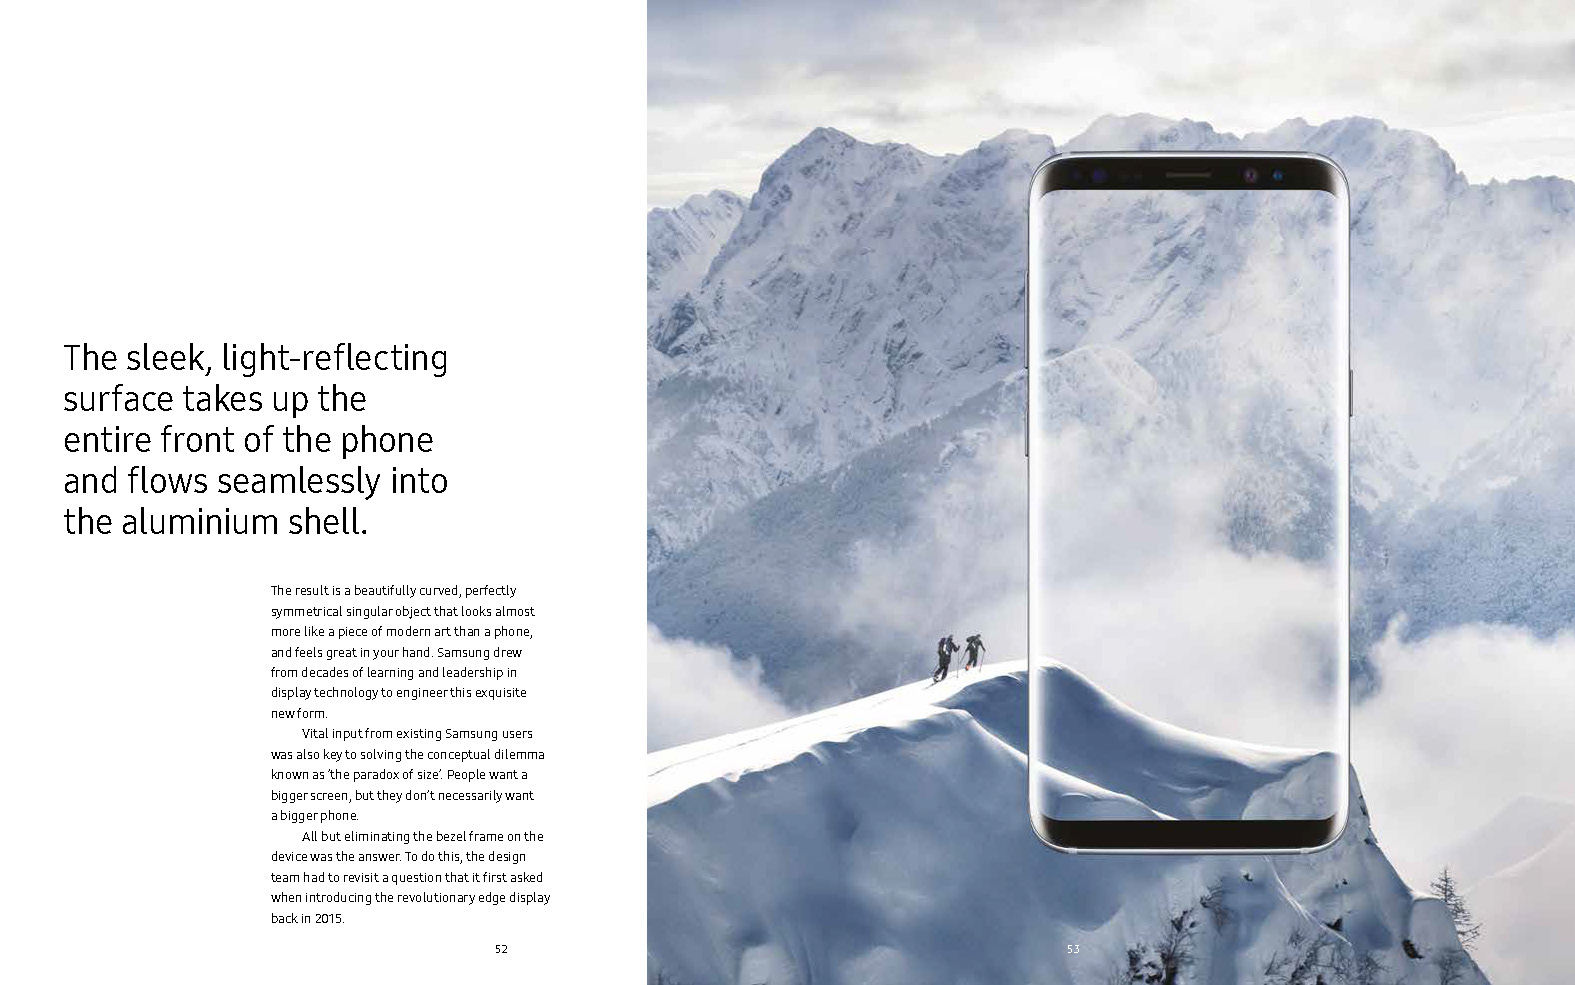 The sleek, light-reflecting
surface takes up the
entire front of the phone
and flows seamlessly into
the aluminium shell.
The result is a beautifully curved, perfectly
symmetrical singular object that looks almost
more like a piece of modern art than a phone,
and feels great in your hand. Samsung drew
from decades of learning and leadership in
display technology to engineer this exquisite
new form.
Vital input from existing Samsung users
was also key to solving the conceptual dilemma
known as ‘the paradox of size’. People want a
bigger screen, but they don’t necessarily want
a bigger phone.
All but eliminating the bezel frame on the
device was the answer. To do this, the design
team had to revisit a question that it first asked
when introducing the revolutionary edge display
back in 2015.
52
53